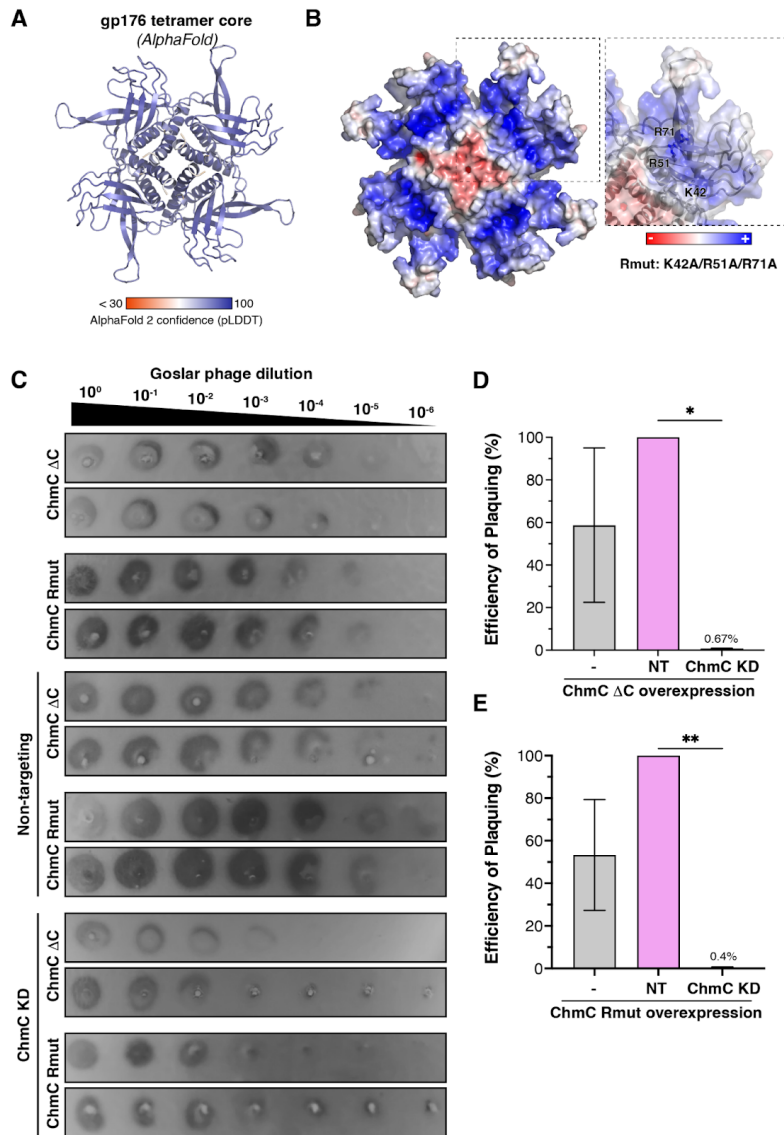 A
gp176 tetramer core
(AlphaFold)
< 30
100
AlphaFold 2 confidence (pLDDT)
B
R71
R51
K42
-
+
Rmut: K42A/R51A/R71A
C
Goslar phage dilution
10⁰ 10⁻¹ 10⁻² 10⁻³ 10⁻⁴ 10⁻⁵ 10⁻⁶
ChmC ΔC
ChmC Rmut
Non-targeting
ChmC ΔC
ChmC Rmut
ChmC KD
ChmC ΔC
ChmC Rmut
D
Efficiency of Plaquing (%)
100
80
60
40
20
0
*
0.67%
- NT ChmC KD
ChmC ΔC overexpression
E
Efficiency of Plaquing (%)
100
80
60
40
20
0
**
0.4%
- NT ChmC KD
ChmC Rmut overexpression